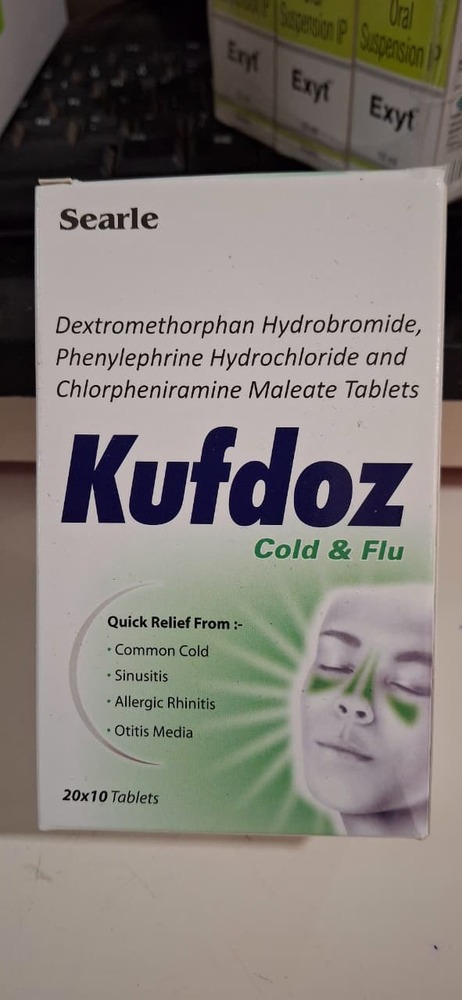 Oral
Suspension IP
Suspension IP
Exyt
Exyt
Exyt
Searle
Dextromethorphan Hydrobromide,
Phenylephrine Hydrochloride and
Chlorpheniramine Maleate Tablets
Kufdoz
Cold & Flu
Quick Relief From :-
• Common Cold
• Sinusitis
• Allergic Rhinitis
• Otitis Media
20x10 Tablets